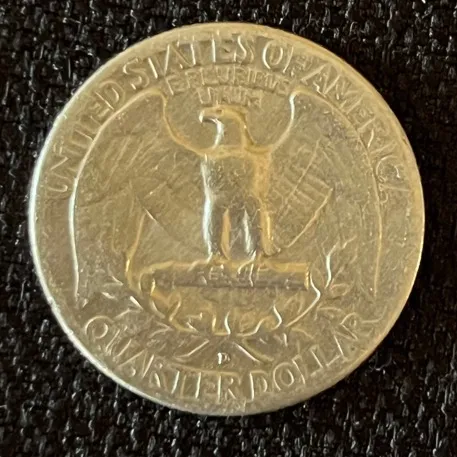 UNITED STATES OF AMERICA
E PLURIBUS
UNUM
D
QUARTER DOLLAR